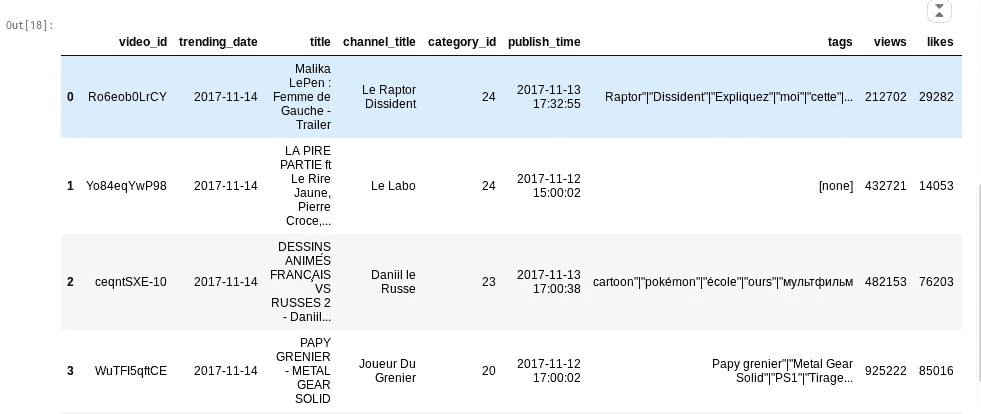 Out[18]:
video_id trending_date title channel_title category_id publish_time tags views likes
0 Ro6eob0LrCY 2017-11-14 Malika LePen : Femme de Gauche - Trailer Le Raptor Dissident 24 2017-11-13 17:32:55 Raptor"|"Dissident"|"Expliquez"|"moi"|"cette"|... 212702 29282
1 Yo84eqYwP98 2017-11-14 LA PIRE PARTIE ft Le Rire Jaune, Pierre Croce,... Le Labo 24 2017-11-12 15:00:02 [none] 432721 14053
2 ceqntSXE-10 2017-11-14 DESSINS ANIMÉS FRANÇAIS VS RUSSES 2 - Daniil... Daniil le Russe 23 2017-11-13 17:00:38 cartoon"|"pokémon"|"école"|"ours"|"мультфильм 482153 76203
3 WuTFI5qftCE 2017-11-14 PAPY GRENIER - METAL GEAR SOLID Joueur Du Grenier 20 2017-11-12 17:00:02 Papy grenier"|"Metal Gear Solid"|"PS1"|"Tirage... 925222 85016